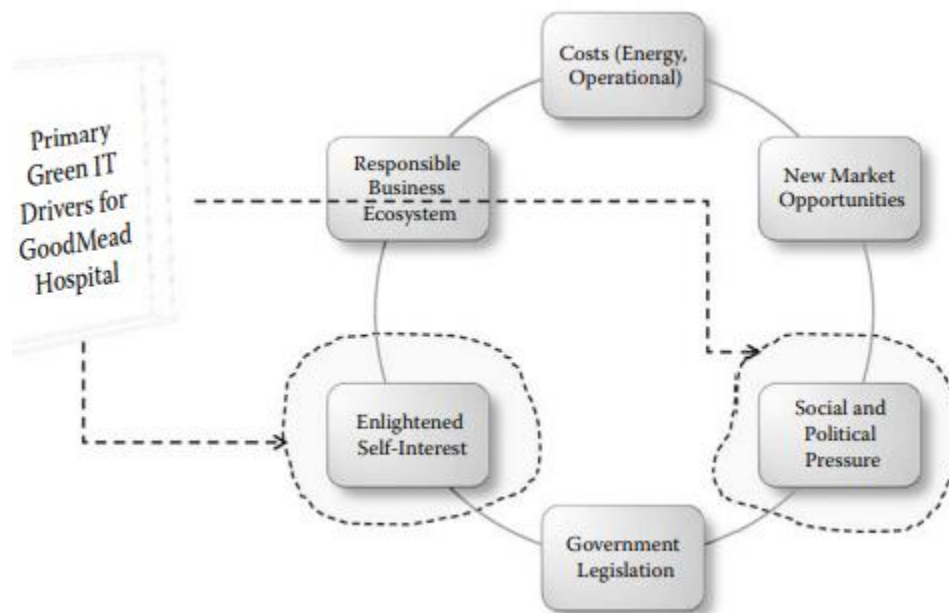 Primary
Green IT
Drivers for
GoodMead
Hospital
Costs (Energy,
Operational)
Responsible
Business
Ecosystem
New Market
Opportunities
Enlightened
Self-Interest
Social and
Political
Pressure
Government
Legislation